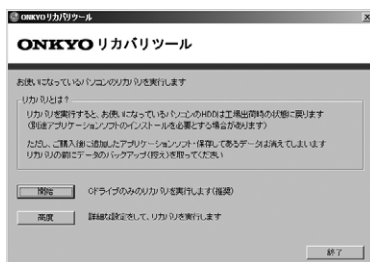 ONKYOリカバリツール
ONKYO リカバリツール
お使いになっているパソコンのリカバリを実行します
リカバリとは？
リカバリを実行すると、お使いになっているパソコンのHDDは工場出荷時の状態に戻ります
(別途アプリケーションソフトのインストールを必要とする場合があります)
ただし、ご購入後に追加したアプリケーションソフト・保存してあるデータは消えてしまいます
リカバリの前にデータのバックアップ(控え)を取ってください
開始
Cドライブのみのリカバリを実行します(推奨)
高度
詳細な設定をして、リカバリを実行します
終了